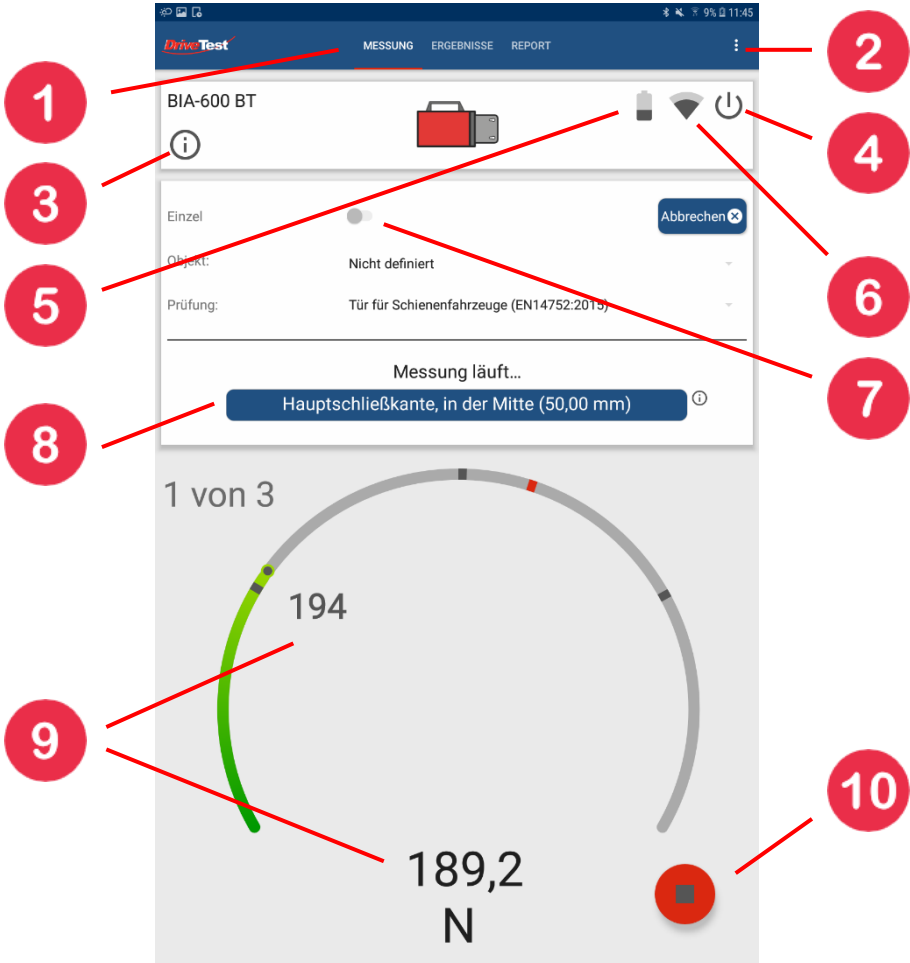 9% 11:45
DriveTest MESSUNG ERGEBNISSE REPORT
1
2
BIA-600 BT
3
4
Einzel Abbrechen
5
Objekt: Nicht definiert
6
Prüfung: Tür für Schienenfahrzeuge (EN14752:2015)
Messung läuft...
7
Hauptschließkante, in der Mitte (50,00 mm)
8
1 von 3
194
9
10
189,2
N